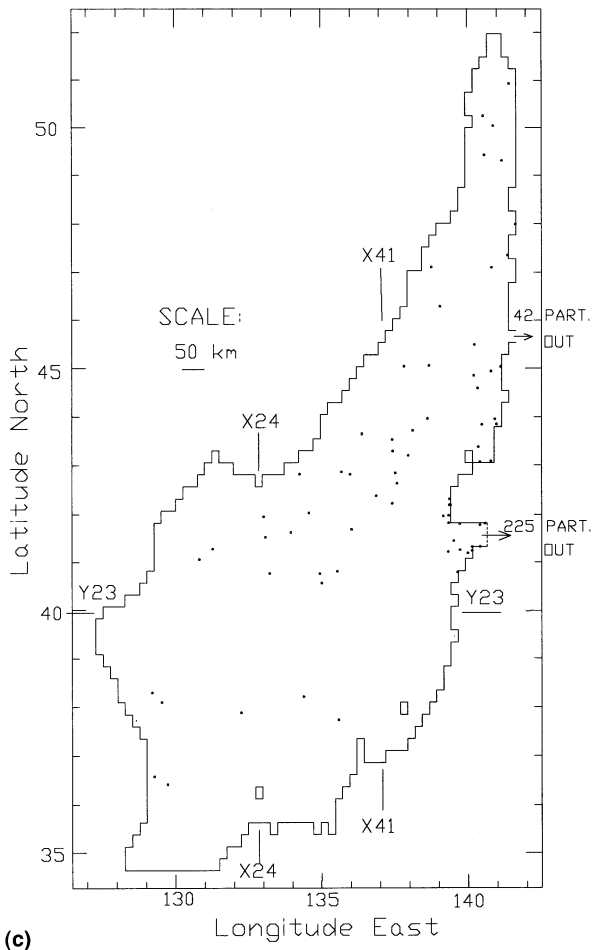 50
X41
SCALE:
50 km
42 PART.
OUT
45
X24
Latitude North
225 PART.
OUT
Y23
Y23
40
X41
35
X24
130
135
140
Longitude East
(c)